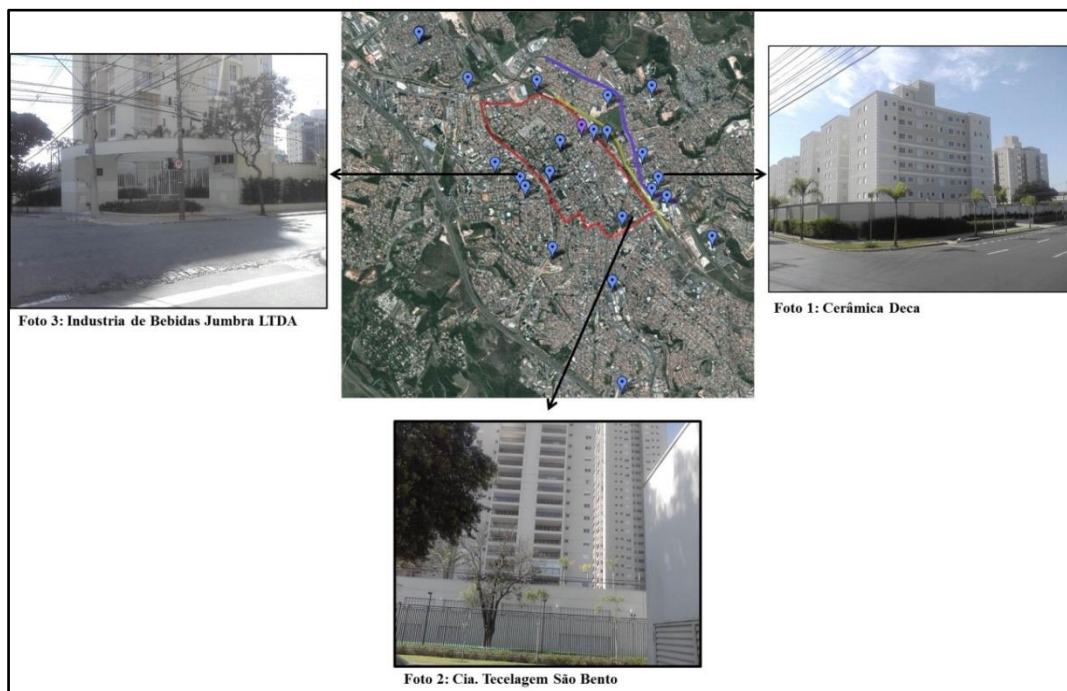 Foto 3: Industria de Bebidas Jumbra LTDA
Foto 1: Cerâmica Deca
Foto 2: Cia. Tecelagem São Bento